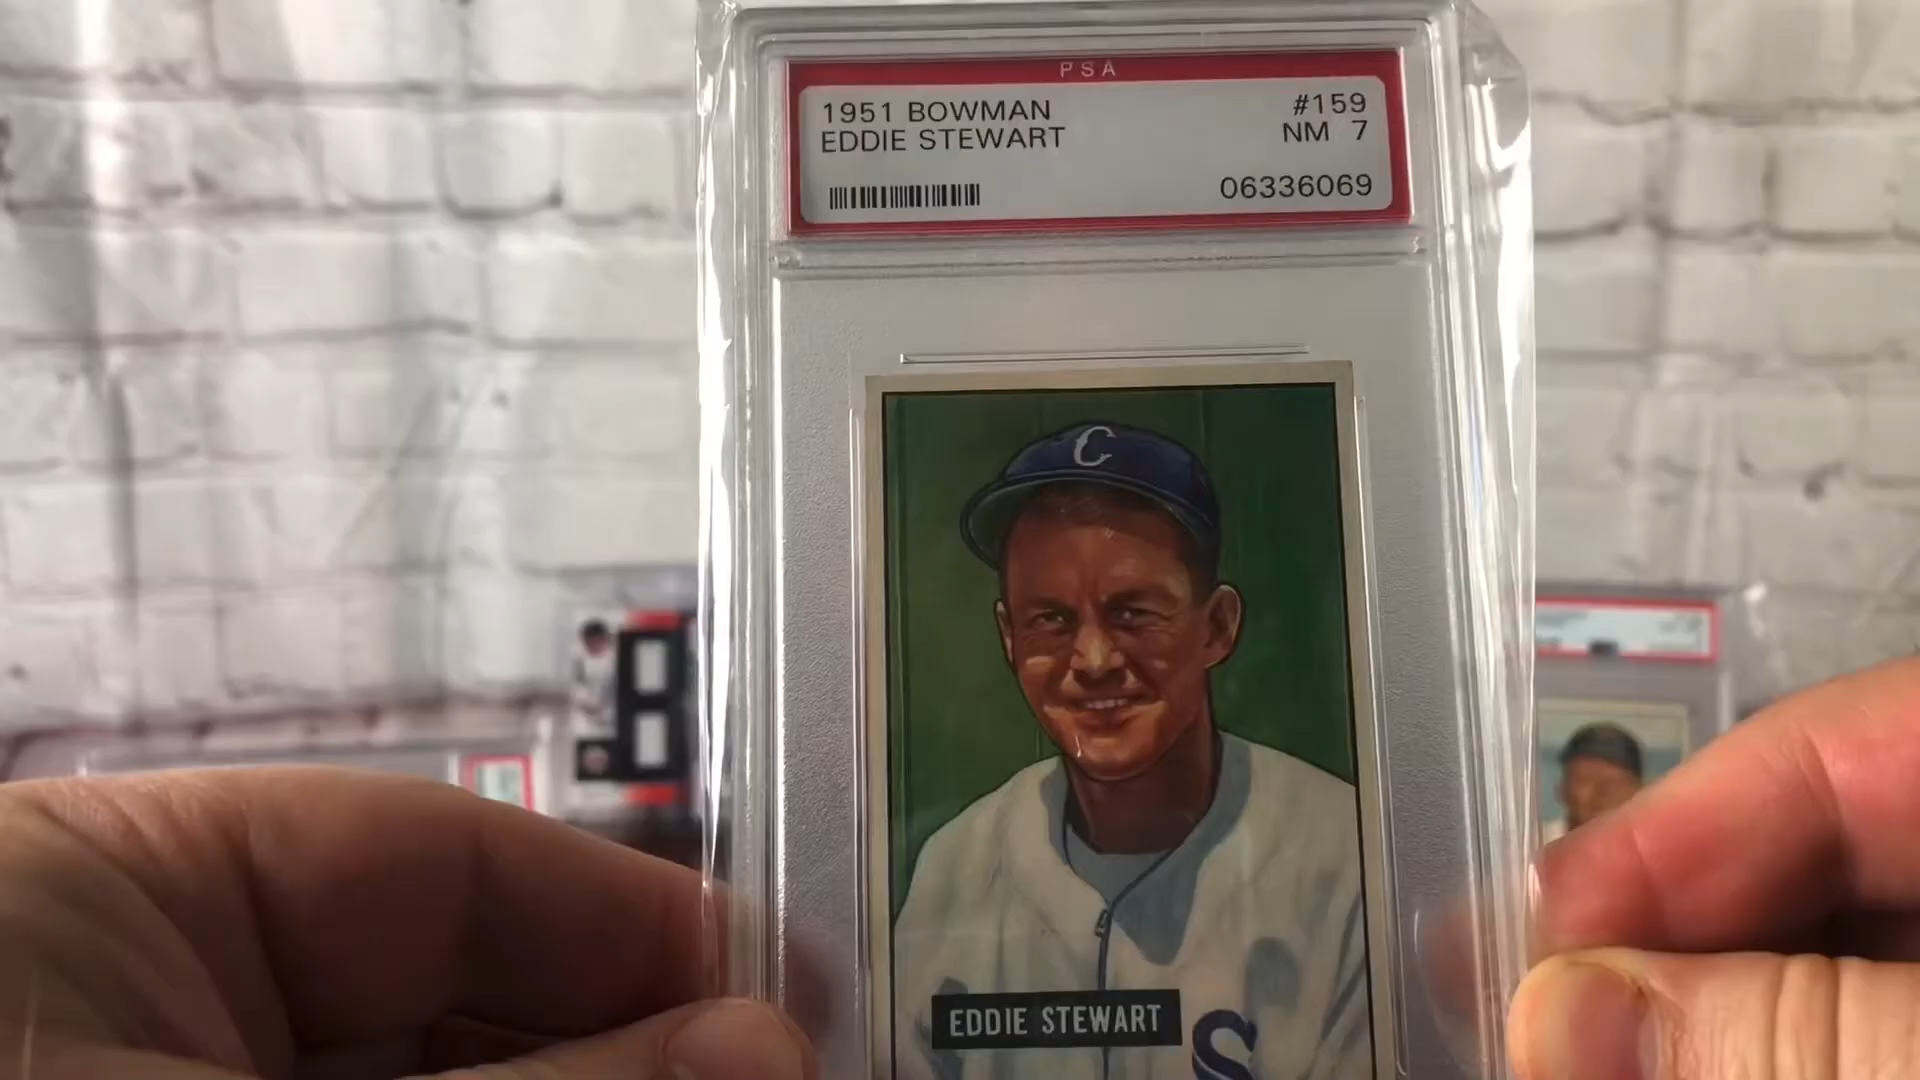 PSA
1951 BOWMAN #159
EDDIE STEWART NM 7
06336069
C
EDDIE STEWART
S